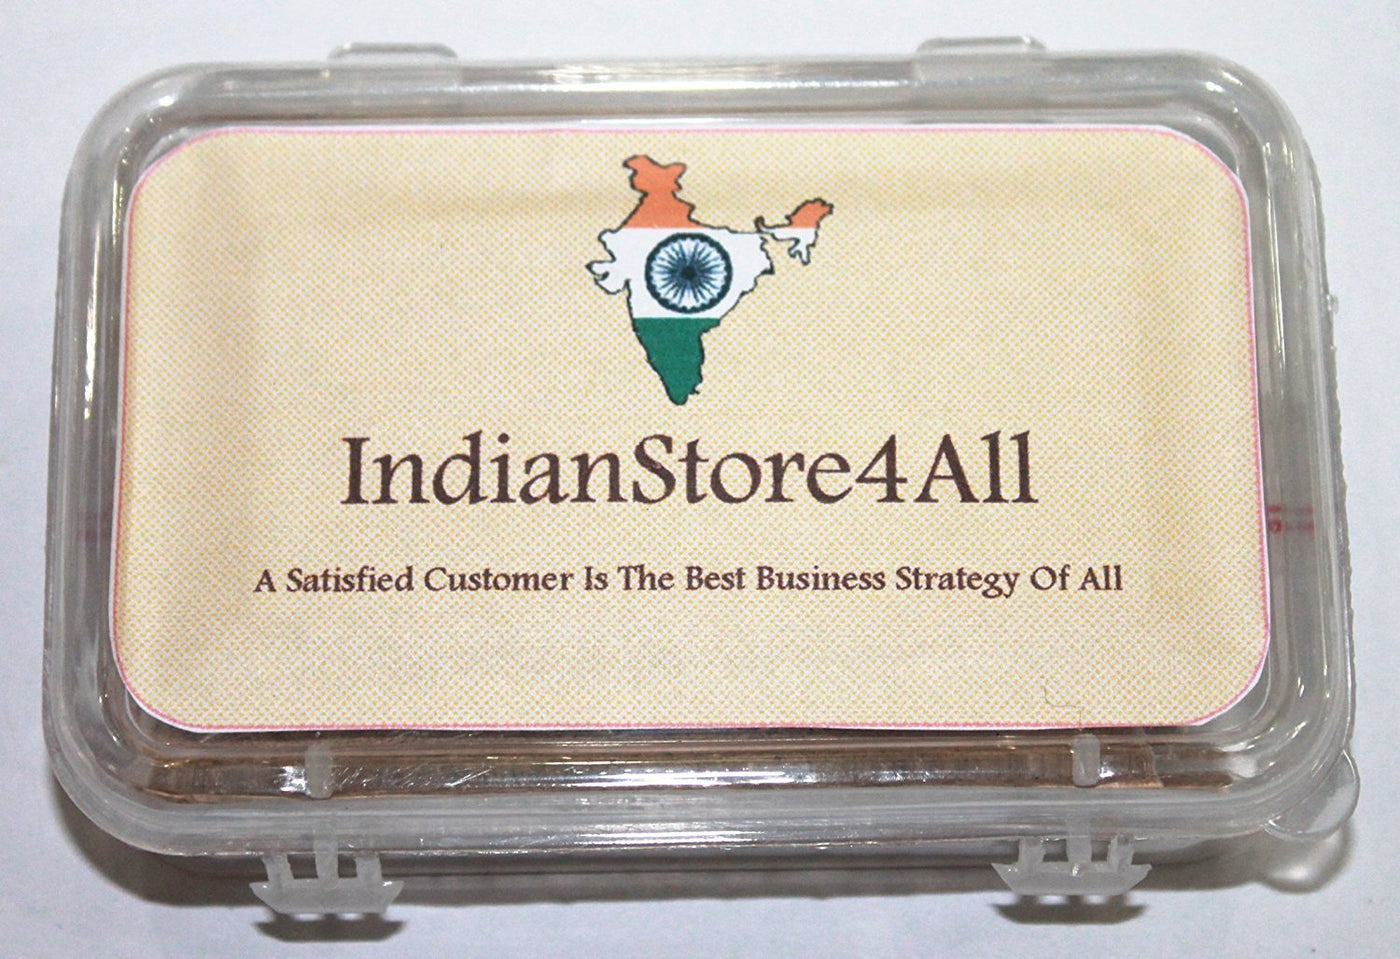 IndianStore4All
A Satisfied Customer Is The Best Business Strategy Of All